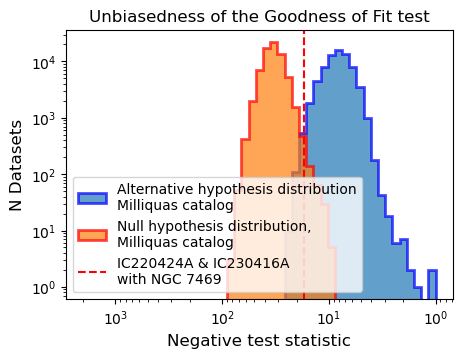 Unbiasedness of the Goodness of Fit test
N Datasets
10⁴
10³
10²
10¹
10⁰
Alternative hypothesis distribution
Milliquas catalog
Null hypothesis distribution,
Milliquas catalog
IC220424A & IC230416A
with NGC 7469
10³ 10² 10¹ 10⁰
Negative test statistic